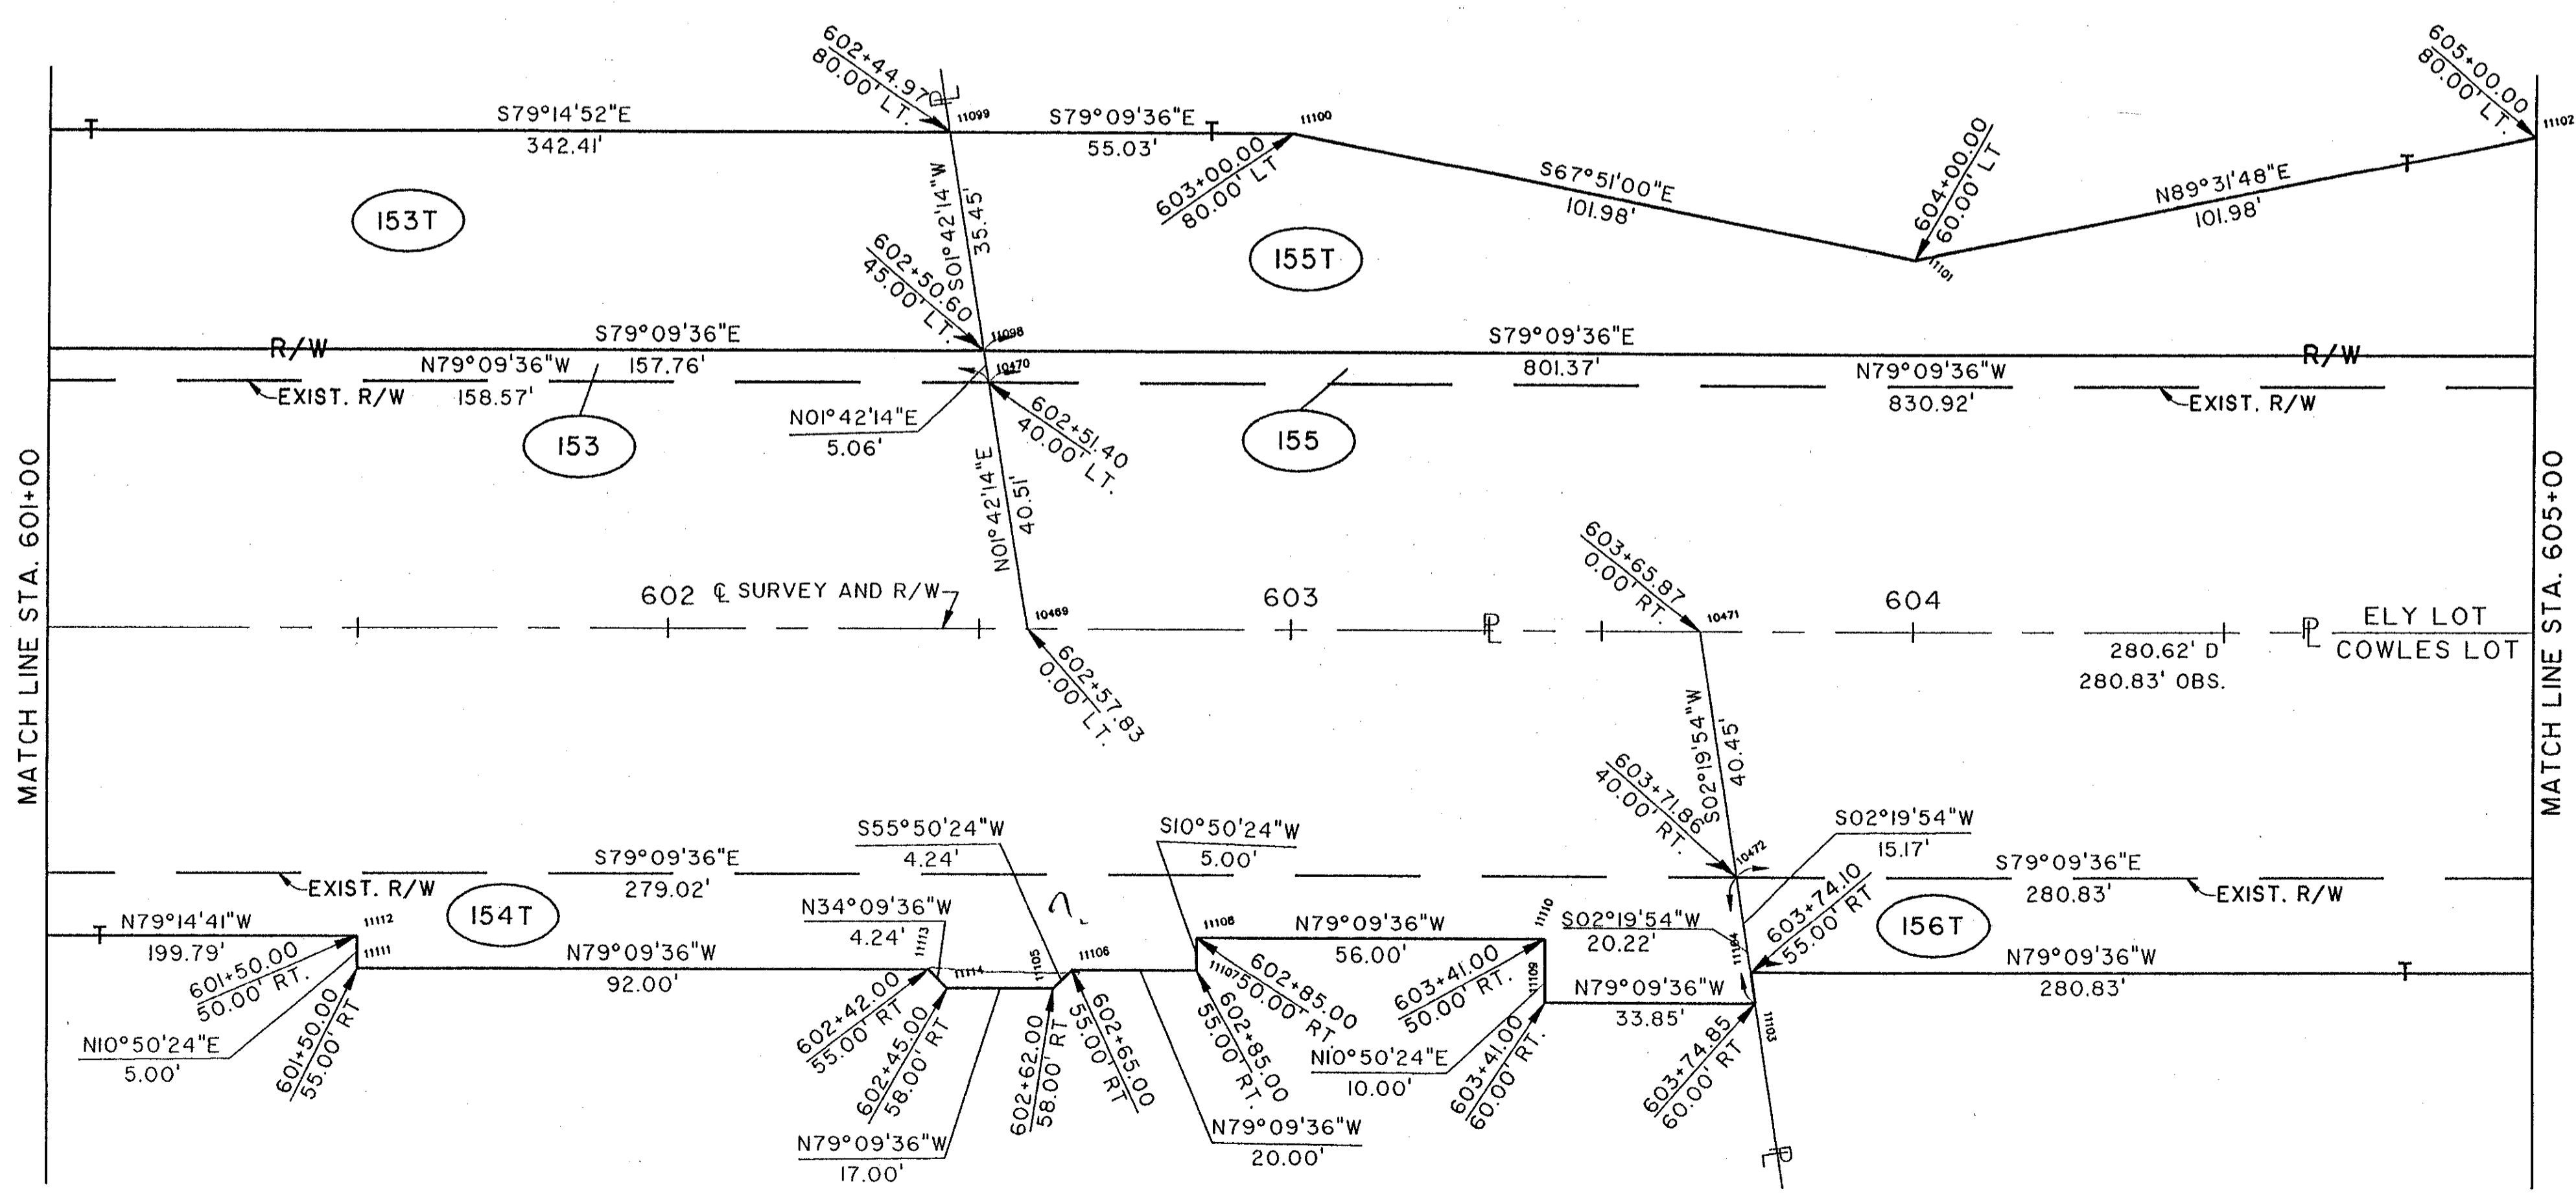 602+44.97
80.00' LT.
PL
11099
S79°14'52"E
342.41'
T
S79°09'36"E
55.03'
T
11100
603+00.00
80.00' LT
S67°51'00"E
101.98'
604+00.00
60.00' LT
11101
N89°31'48"E
101.98'
T
605+00.00
80.00' LT.
11102
153T
S01°42'14"W
35.45'
155T
602+50.60
45.00' LT.
11098
R/W
S79°09'36"E
157.76'
N79°09'36"W
158.57'
EXIST. R/W
153
N01°42'14"E
5.06'
10470
602+51.40
40.00' LT.
155
S79°09'36"E
801.37'
N79°09'36"W
830.92'
R/W
EXIST. R/W
MATCH LINE STA. 601+00
MATCH LINE STA. 605+00
N01°42'14"E
40.51'
602
CL SURVEY AND R/W
10469
602+57.83
0.00' LT.
603
PL
603+65.87
0.00' RT.
10471
604
PL
ELY LOT
COWLES LOT
280.62' D
280.83' OBS.
S02°19'54"W
40.45'
603+71.86
40.00' RT.
10472
S02°19'54"W
15.17'
S79°09'36"E
279.02'
EXIST. R/W
154T
S55°50'24"W
4.24'
S10°50'24"W
5.00'
S79°09'36"E
280.83'
EXIST. R/W
N79°14'41"W
199.79'
T
11112
11111
601+50.00
50.00' RT.
601+50.00
55.00' RT
N10°50'24"E
5.00'
N79°09'36"W
92.00'
N34°09'36"W
4.24'
11113
11114
11105
11106
602+42.00
55.00' RT
602+45.00
58.00' RT
602+62.00
58.00' RT
602+65.00
55.00' RT
N79°09'36"W
17.00'
N79°09'36"W
20.00'
11108
11107
602+85.00
50.00' RT.
602+85.00
55.00' RT.
N79°09'36"W
56.00'
11110
11109
603+41.00
50.00' RT.
603+41.00
60.00' RT.
N10°50'24"E
10.00'
S02°19'54"W
20.22'
11104
603+74.10
55.00' RT
156T
N79°09'36"W
33.85'
603+74.85
60.00' RT
11103
N79°09'36"W
280.83'
T
PL